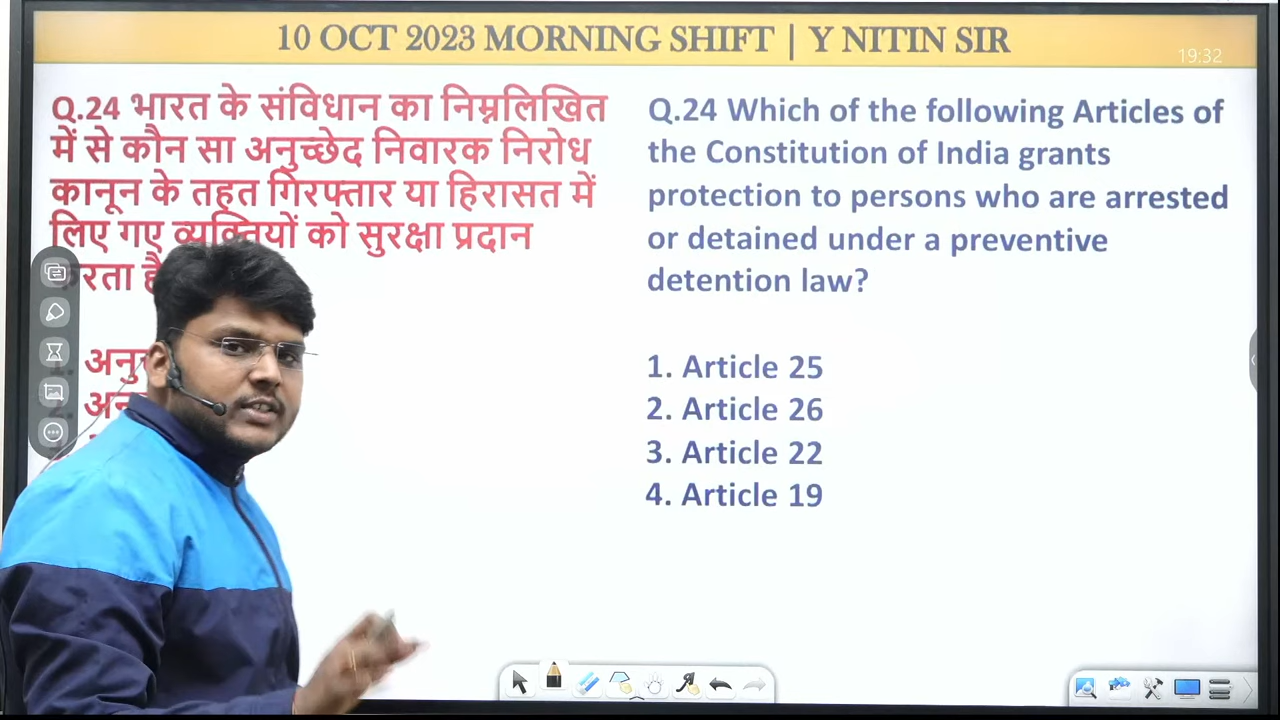 10 OCT 2023 MORNING SHIFT | Y NITIN SIR
19:32
Q.24 भारत के संविधान का निम्नलिखित
में से कौन सा अनुच्छेद निवारक निरोध
कानून के तहत गिरफ्तार या हिरासत में
लिए गए व्यक्तियों को सुरक्षा प्रदान
करता
Q.24 Which of the following Articles of
the Constitution of India grants
protection to persons who are arrested
or detained under a preventive
detention law?
1. Article 25
2. Article 26
3. Article 22
4. Article 19